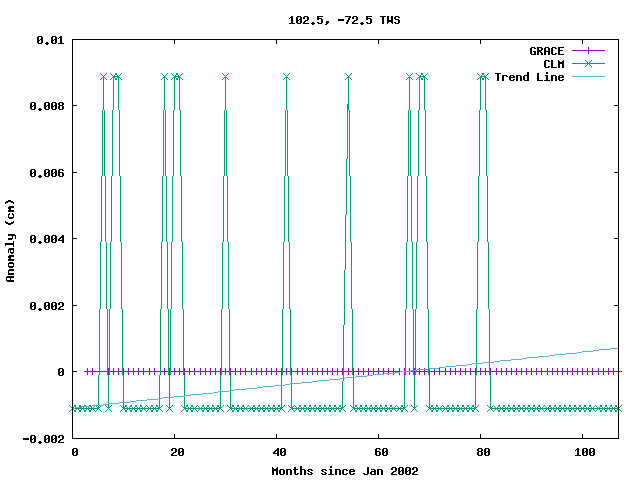 102.5, -72.5 TWS
0.01
0.008
0.006
0.004
0.002
0
-0.002
Anomaly (cm)
GRACE
CLM
Trend Line
0 20 40 60 80 100
Months since Jan 2002